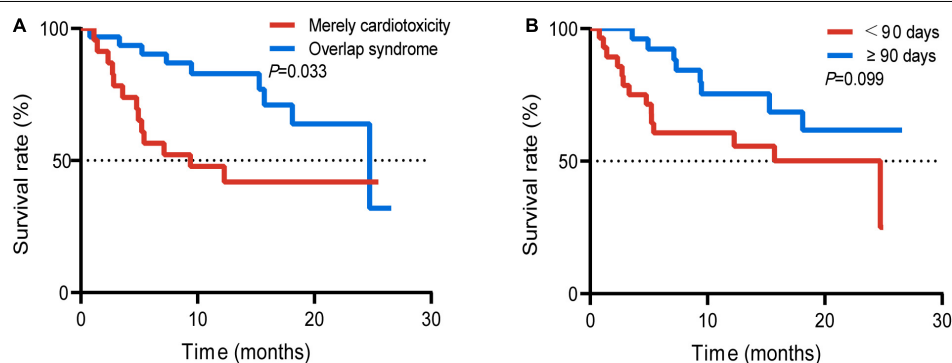 A
Merely cardiotoxicity
Overlap syndrome
P=0.033
100
50
0
Survival rate (%)
0 10 20 30
Time (months)
B
< 90 days
≥ 90 days
P=0.099
100
50
0
Survival rate (%)
0 10 20 30
Time (months)